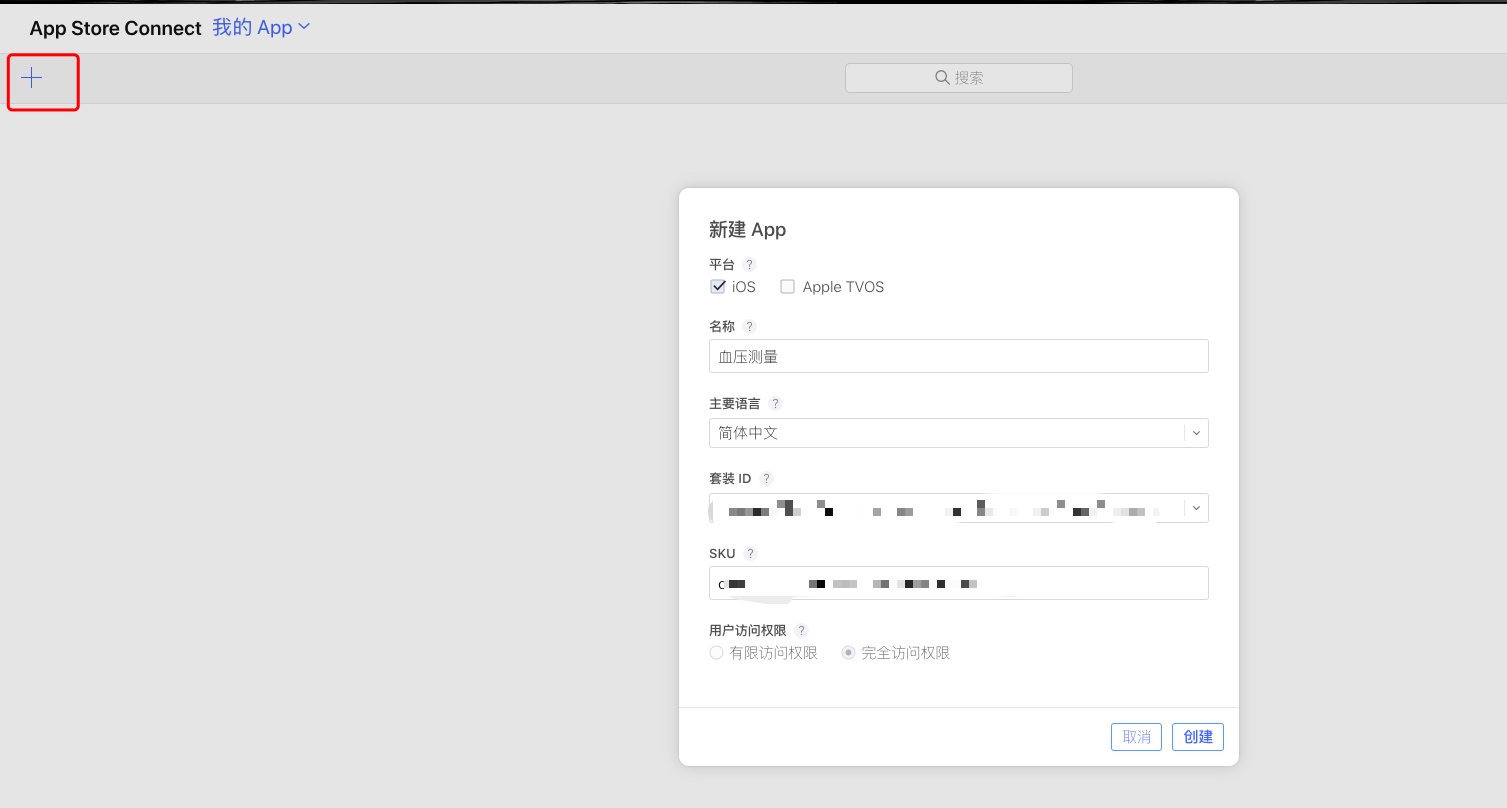 App Store Connect 我的 App
搜索
新建 App
平台 ?
iOS Apple TVOS
名称 ?
血压测量
主要语言 ?
简体中文
套装 ID ?
SKU ?
c
用户访问权限 ?
有限访问权限 完全访问权限
取消 创建